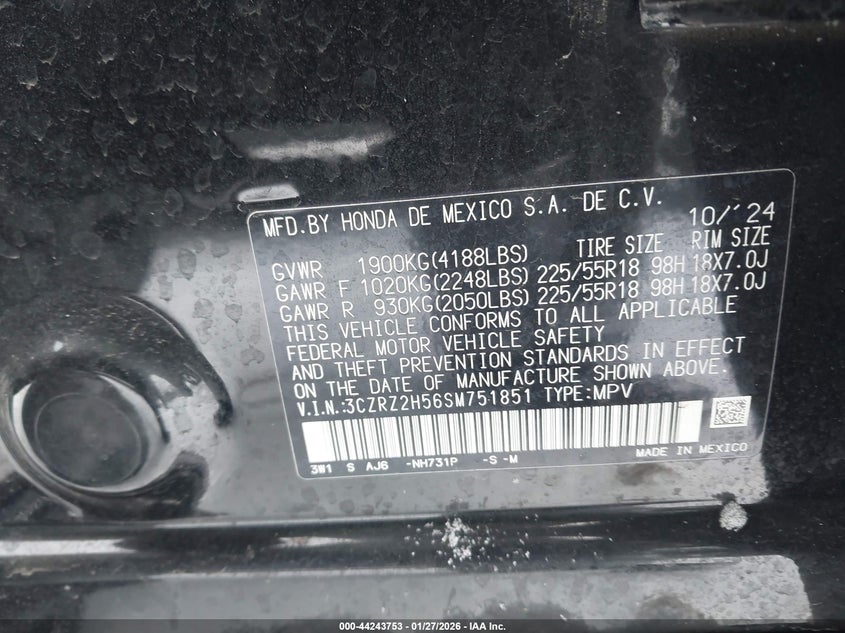 MFD.BY HONDA DE MEXICO S.A. DE C.V. 10/'24
GVWR 1900KG(4188LBS) TIRE SIZE RIM SIZE
GAWR F 1020KG(2248LBS) 225/55R18 98H 18X7.0J
GAWR R 930KG(2050LBS) 225/55R18 98H 18X7.0J
THIS VEHICLE CONFORMS TO ALL APPLICABLE
FEDERAL MOTOR VEHICLE SAFETY
AND THEFT PREVENTION STANDARDS IN EFFECT
ON THE DATE OF MANUFACTURE SHOWN ABOVE.
V.I.N.:3CZRZ2H56SM751851 TYPE:MPV
3W1 S AJ6 -NH731P -S -M MADE IN MEXICO
000-44243753 - 01/27/2026 - IAA Inc.